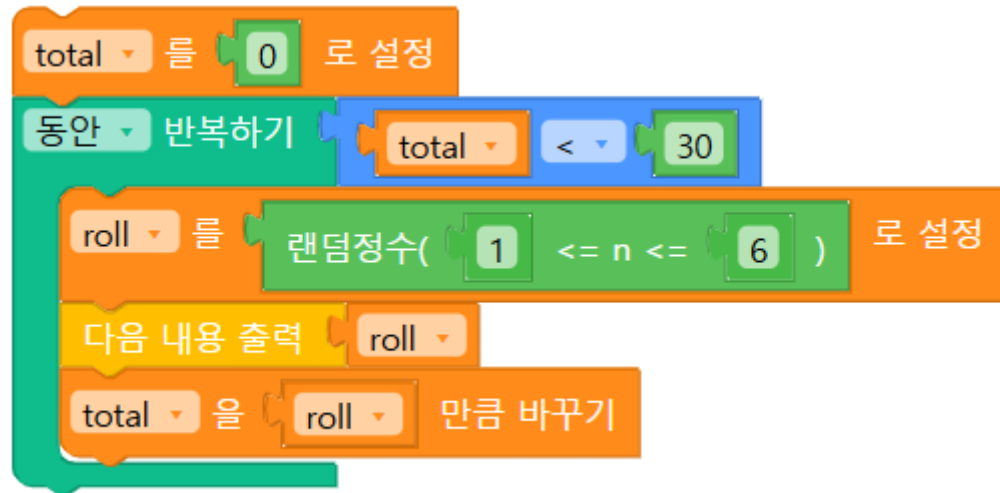 total 를 0 로 설정
동안 반복하기 total < 30
roll 를 랜덤정수( 1 <= n <= 6 ) 로 설정
다음 내용 출력 roll
total 을 roll 만큼 바꾸기